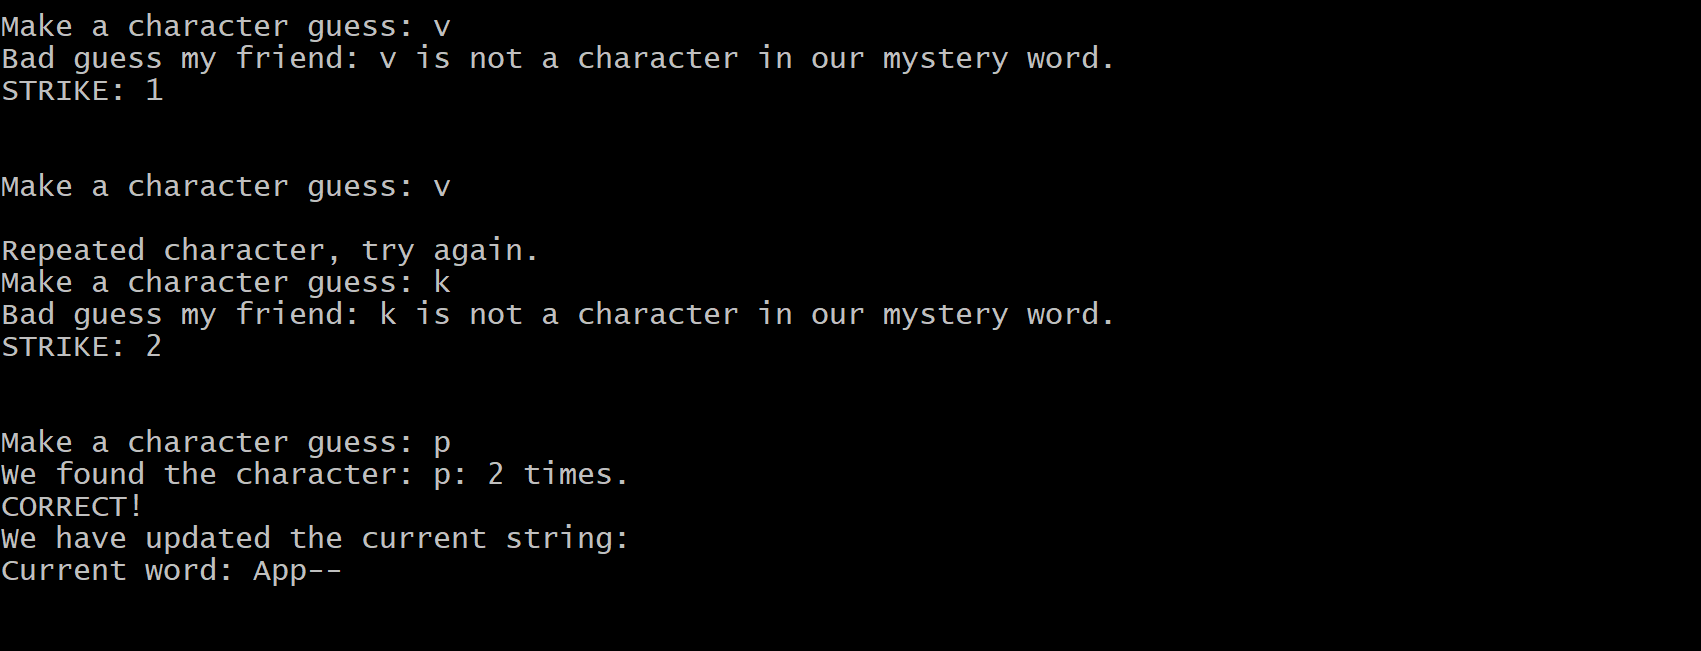 Make a character guess: v
Bad guess my friend: v is not a character in our mystery word.
STRIKE: 1
Make a character guess: v
Repeated character, try again.
Make a character guess: k
Bad guess my friend: k is not a character in our mystery word.
STRIKE: 2
Make a character guess: p
We found the character: p: 2 times.
CORRECT!
We have updated the current string:
Current word: App--